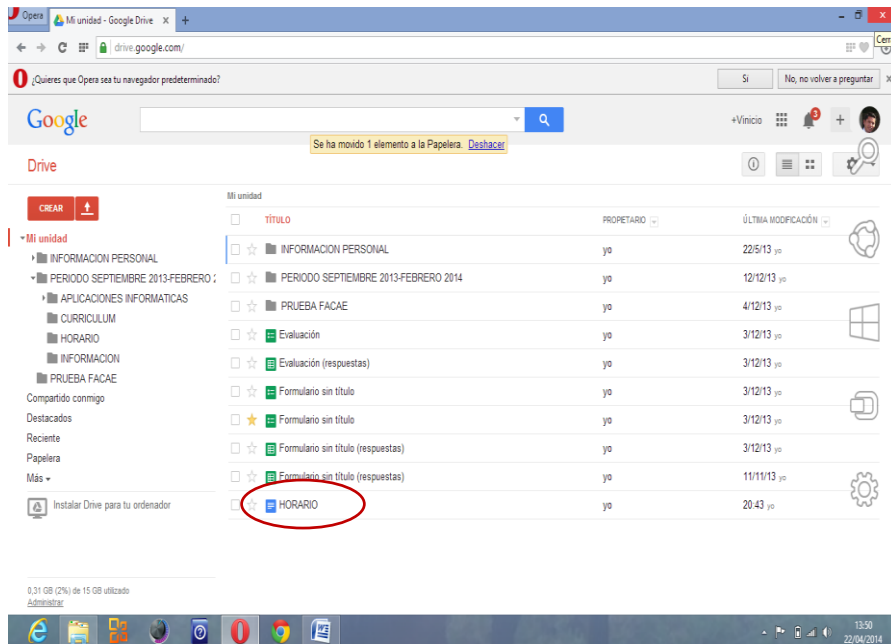 Opera Mi unidad - Google Drive x +
drive.google.com/
Cerr
¿Quieres que Opera sea tu navegador predeterminado? Sí No, no volver a preguntar x
Google +Vinicio 3 +
Se ha movido 1 elemento a la Papelera. Deshacer
Drive
CREAR
Mi unidad
TÍTULO PROPETARIO ÚLTIMA MODIFICACIÓN
INFORMACION PERSONAL yo 22/5/13 yo
PERIODO SEPTIEMBRE 2013-FEBRERO 2014 yo 12/12/13 yo
PRUEBA FACAE yo 4/12/13 yo
Evaluación yo 3/12/13 yo
Evaluación (respuestas) yo 3/12/13 yo
Formulario sin título yo 3/12/13 yo
Formulario sin título yo 3/12/13 yo
Formulario sin título (respuestas) yo 3/12/13 yo
Formulario sin título (respuestas) yo 11/11/13 yo
HORARIO yo 20:43 yo
Mi unidad
INFORMACION PERSONAL
PERIODO SEPTIEMBRE 2013-FEBRERO 2
APLICACIONES INFORMATICAS
CURRICULUM
HORARIO
INFORMACION
PRUEBA FACAE
Compartido conmigo
Destacados
Reciente
Papelera
Más
Instalar Drive para tu ordenador
0,31 GB (2%) de 15 GB utilizado
Administrar
13:50
22/04/2014